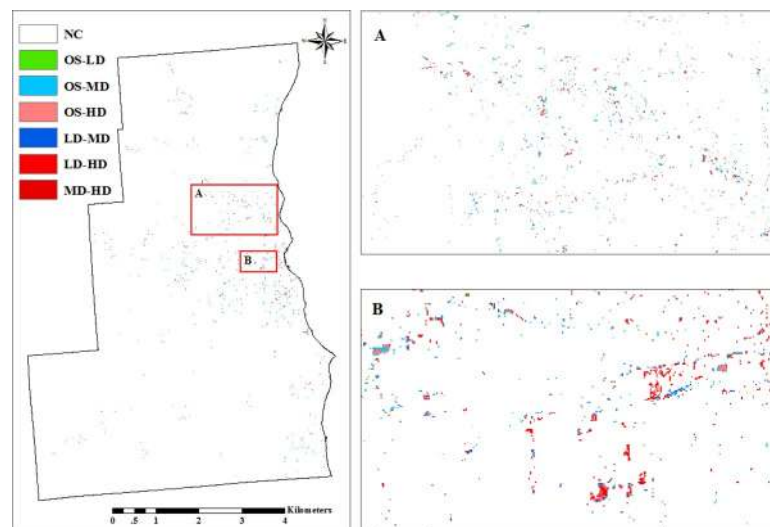 NC
OS-LD
OS-MD
OS-HD
LD-MD
LD-HD
MD-HD
A
B
Kilometers
0 .5 1 2 3 4
A
B